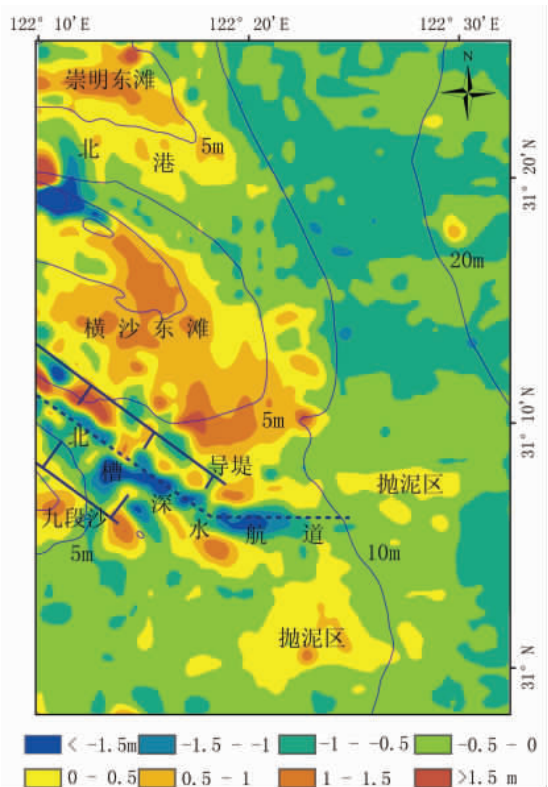 122° 10′E 122° 20′E 122° 30′E
N
崇明东滩
北 港
5m
31° 20′N
20m
横 沙 东 滩
5m
31° 10′N
北 槽 深 水 航 道
导堤
抛泥区
九段沙
5m
10m
抛泥区
31° N
< -1.5m -1.5 - -1 -1 - -0.5 -0.5 - 0
0 - 0.5 0.5 - 1 1 - 1.5 >1.5 m